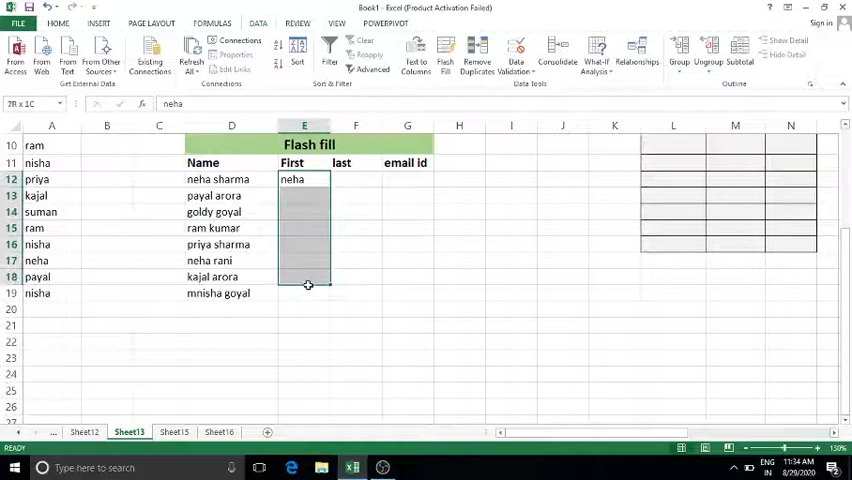 Book1 - Excel (Product Activation Failed)
Sign in
FILE HOME INSERT PAGE LAYOUT FORMULAS DATA REVIEW VIEW POWERPIVOT
From Access
From Web
From Text
From Other Sources
Existing Connections
Refresh All
Connections
Properties
Edit Links
Sort
Filter
Clear
Reapply
Advanced
Text to Columns
Flash Fill
Remove Duplicates
Data Validation
Consolidate
What-If Analysis
Relationships
Group
Ungroup
Subtotal
Show Detail
Hide Detail
Get External Data Connections Sort & Filter Data Tools Outline
7R x 1C fx neha
A B C D E F G H I J K L M N
10 ram Flash fill
11 nisha Name First last email id
12 priya neha sharma neha
13 kajal payal arora
14 suman goldy goyal
15 ram ram kumar
16 nisha priya sharma
17 neha neha rani
18 payal kajal arora
19 nisha mnisha goyal
20
21
22
23
24
25
26
27
... Sheet12 Sheet13 Sheet15 Sheet16
READY 130%
Type here to search
ENG 11:34 AM
IN 8/29/2020
2